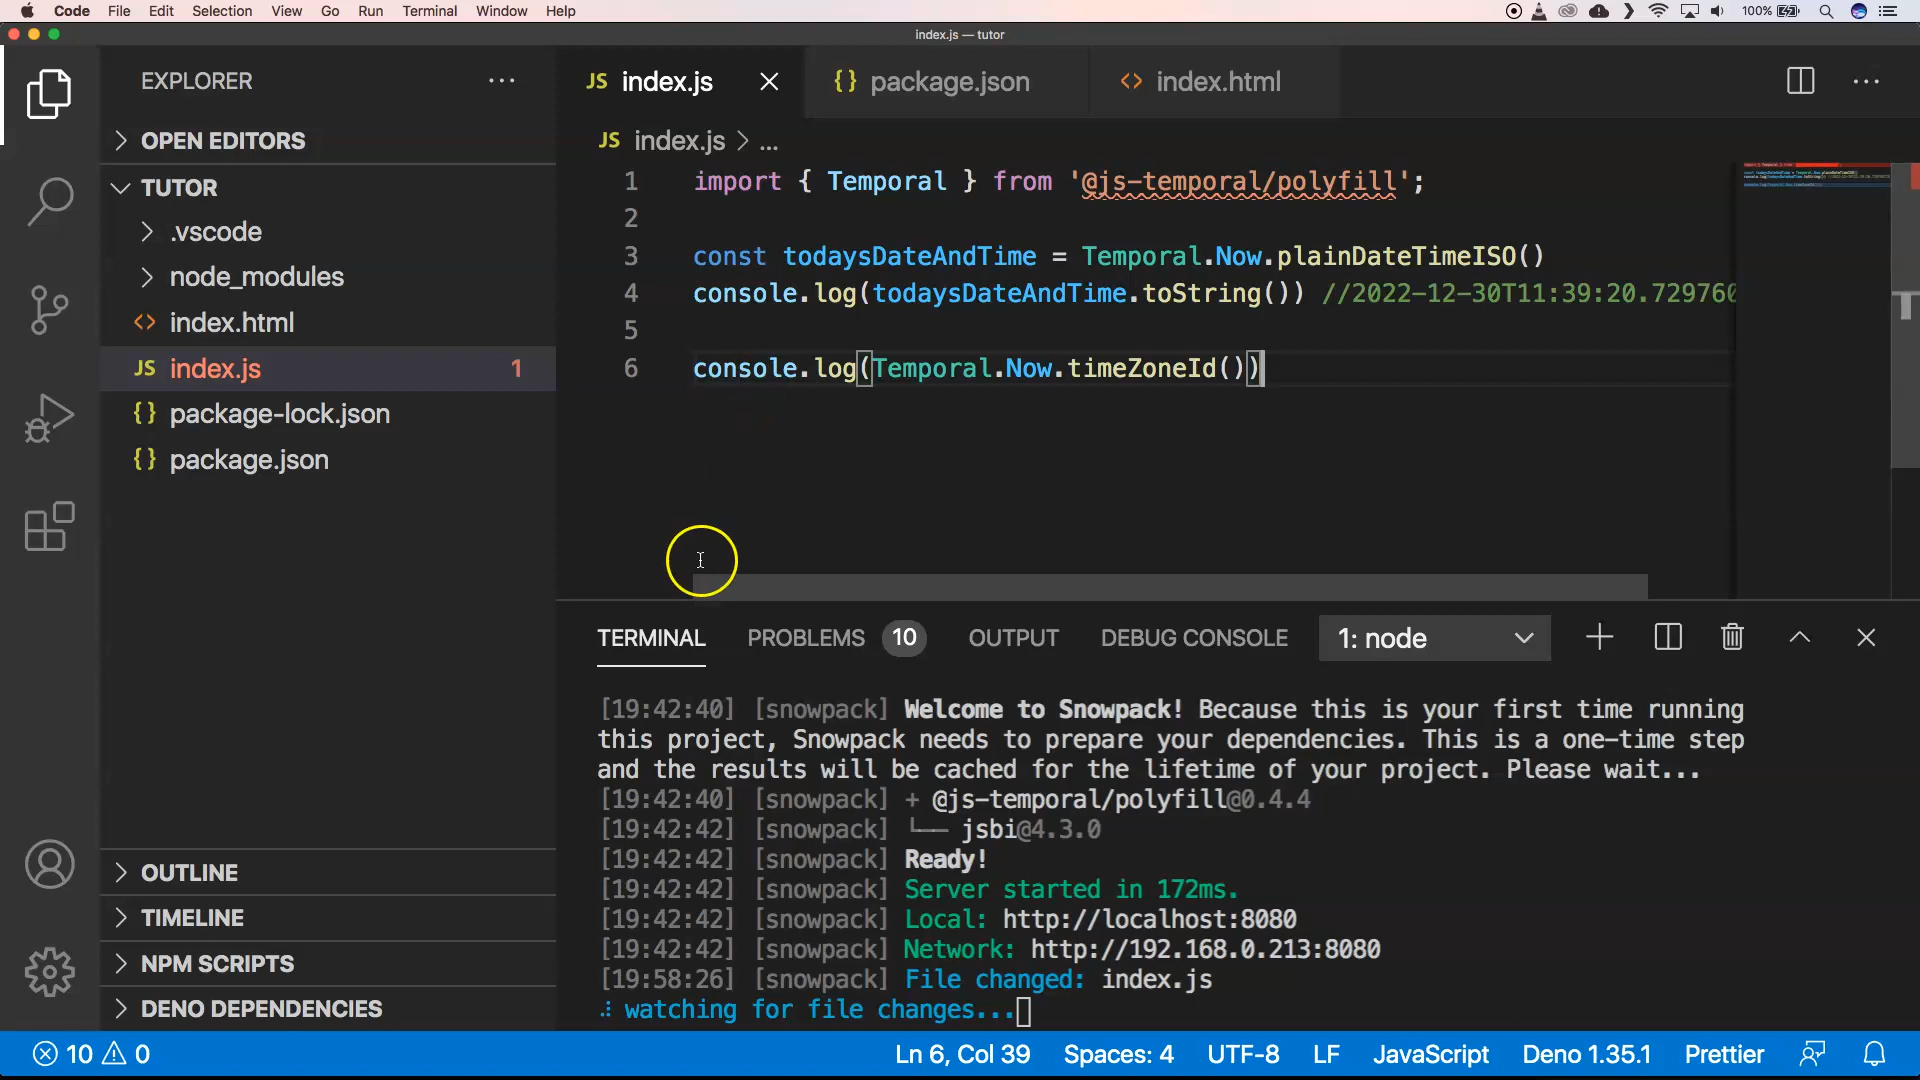 Code File Edit Selection View Go Run Terminal Window Help 100%
index.js — tutor
EXPLORER
OPEN EDITORS
TUTOR
.vscode
node_modules
<> index.html
JS index.js 1
{} package-lock.json
{} package.json
OUTLINE
TIMELINE
NPM SCRIPTS
DENO DEPENDENCIES
JS index.js {} package.json <> index.html
JS index.js > ...
1 import { Temporal } from '@js-temporal/polyfill';
2
3 const todaysDateAndTime = Temporal.Now.plainDateTimeISO()
4 console.log(todaysDateAndTime.toString()) //2022-12-30T11:39:20.729760
5
6 console.log(Temporal.Now.timeZoneId())
TERMINAL PROBLEMS 10 OUTPUT DEBUG CONSOLE 1: node
[19:42:40] [snowpack] Welcome to Snowpack! Because this is your first time running
this project, Snowpack needs to prepare your dependencies. This is a one-time step
and the results will be cached for the lifetime of your project. Please wait...
[19:42:40] [snowpack] + @js-temporal/polyfill@0.4.4
[19:42:42] [snowpack] └── jsbi@4.3.0
[19:42:42] [snowpack] Ready!
[19:42:42] [snowpack] Server started in 172ms.
[19:42:42] [snowpack] Local: http://localhost:8080
[19:42:42] [snowpack] Network: http://192.168.0.213:8080
[19:58:26] [snowpack] File changed: index.js
watching for file changes...
10 0 Ln 6, Col 39 Spaces: 4 UTF-8 LF JavaScript Deno 1.35.1 Prettier